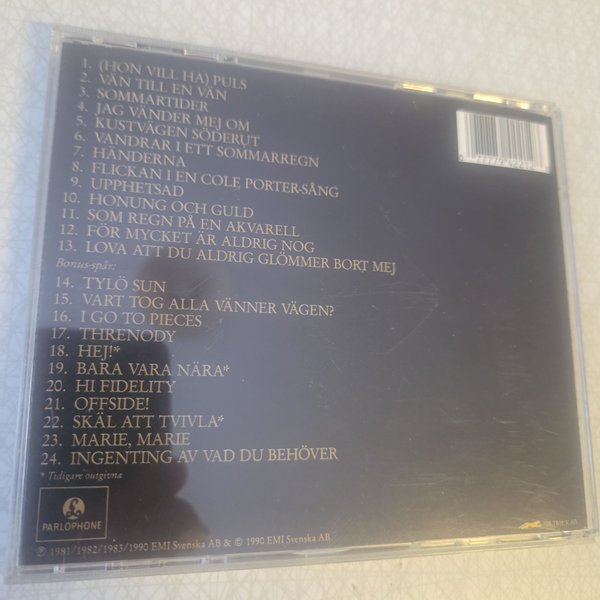 1. (HON VILL HA) PULS
2. VÄN TILL EN VÄN
3. SOMMARTIDER
4. JAG VÄNDER MEJ OM
5. KUSTVÄGEN SÖDERUT
6. VANDRAR I ETT SOMMARREGN
7. HÄNDERNA
8. FLICKAN I EN COLE PORTER-SÅNG
9. UPPHETSAD
10. HONUNG OCH GULD
11. SOM REGN PÅ EN AKVARELL
12. FÖR MYCKET ÄR ALDRIG NOG
13. LOVA ATT DU ALDRIG GLÖMMER BORT MEJ
Bonus-spår:
14. TYLÖ SUN
15. VART TOG ALLA VÄNNER VÄGEN?
16. I GO TO PIECES
17. THRENODY
18. HEJ!*
19. BARA VARA NÄRA*
20. HI FIDELITY
21. OFFSIDE!
22. SKÄL ATT TVIVLA*
23. MARIE, MARIE
24. INGENTING AV VAD DU BEHÖVER
* Tidigare outgivna
PARLOPHONE
℗ 1981/1982/1983/1990 EMI Svenska AB & © 1990 EMI Svenska AB